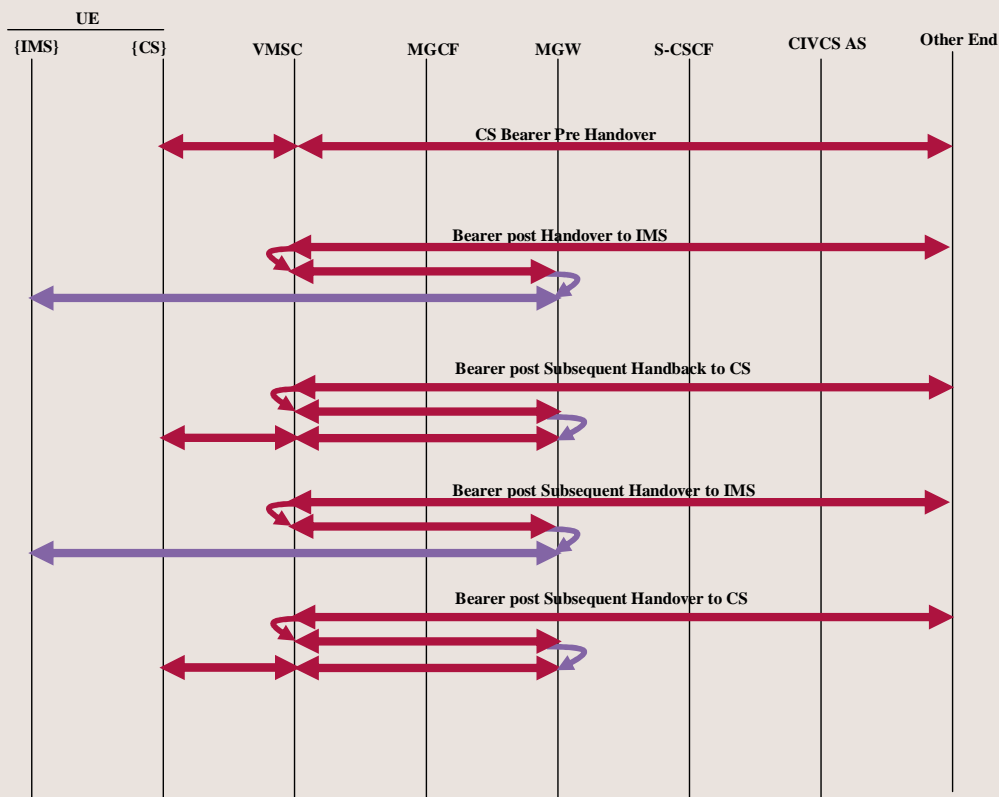 UE
{IMS} {CS} VMSC MGCF MGW S-CSCF CIVCS AS Other End
CS Bearer Pre Handover
Bearer post Handover to IMS
Bearer post Subsequent Handback to CS
Bearer post Subsequent Handover to IMS
Bearer post Subsequent Handover to CS